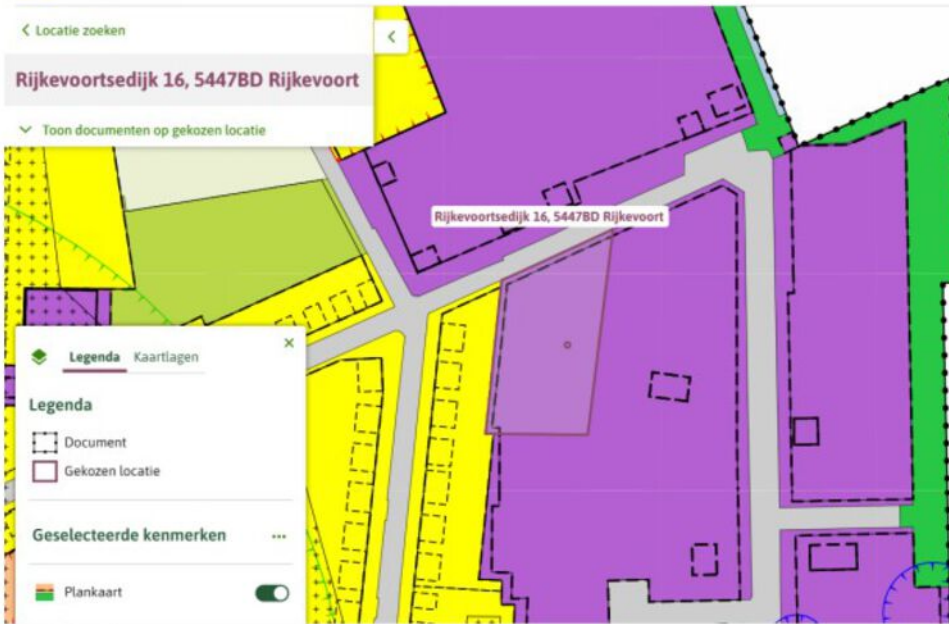 Locatie zoeken
Rijkevoortsedijk 16, 5447BD Rijkevoort
Toon documenten op gekozen locatie
Rijkevoortsedijk 16, 5447BD Rijkevoort
Legenda Kaartlagen
Legenda
Document
Gekozen locatie
Geselecteerde kenmerken
Plankaart